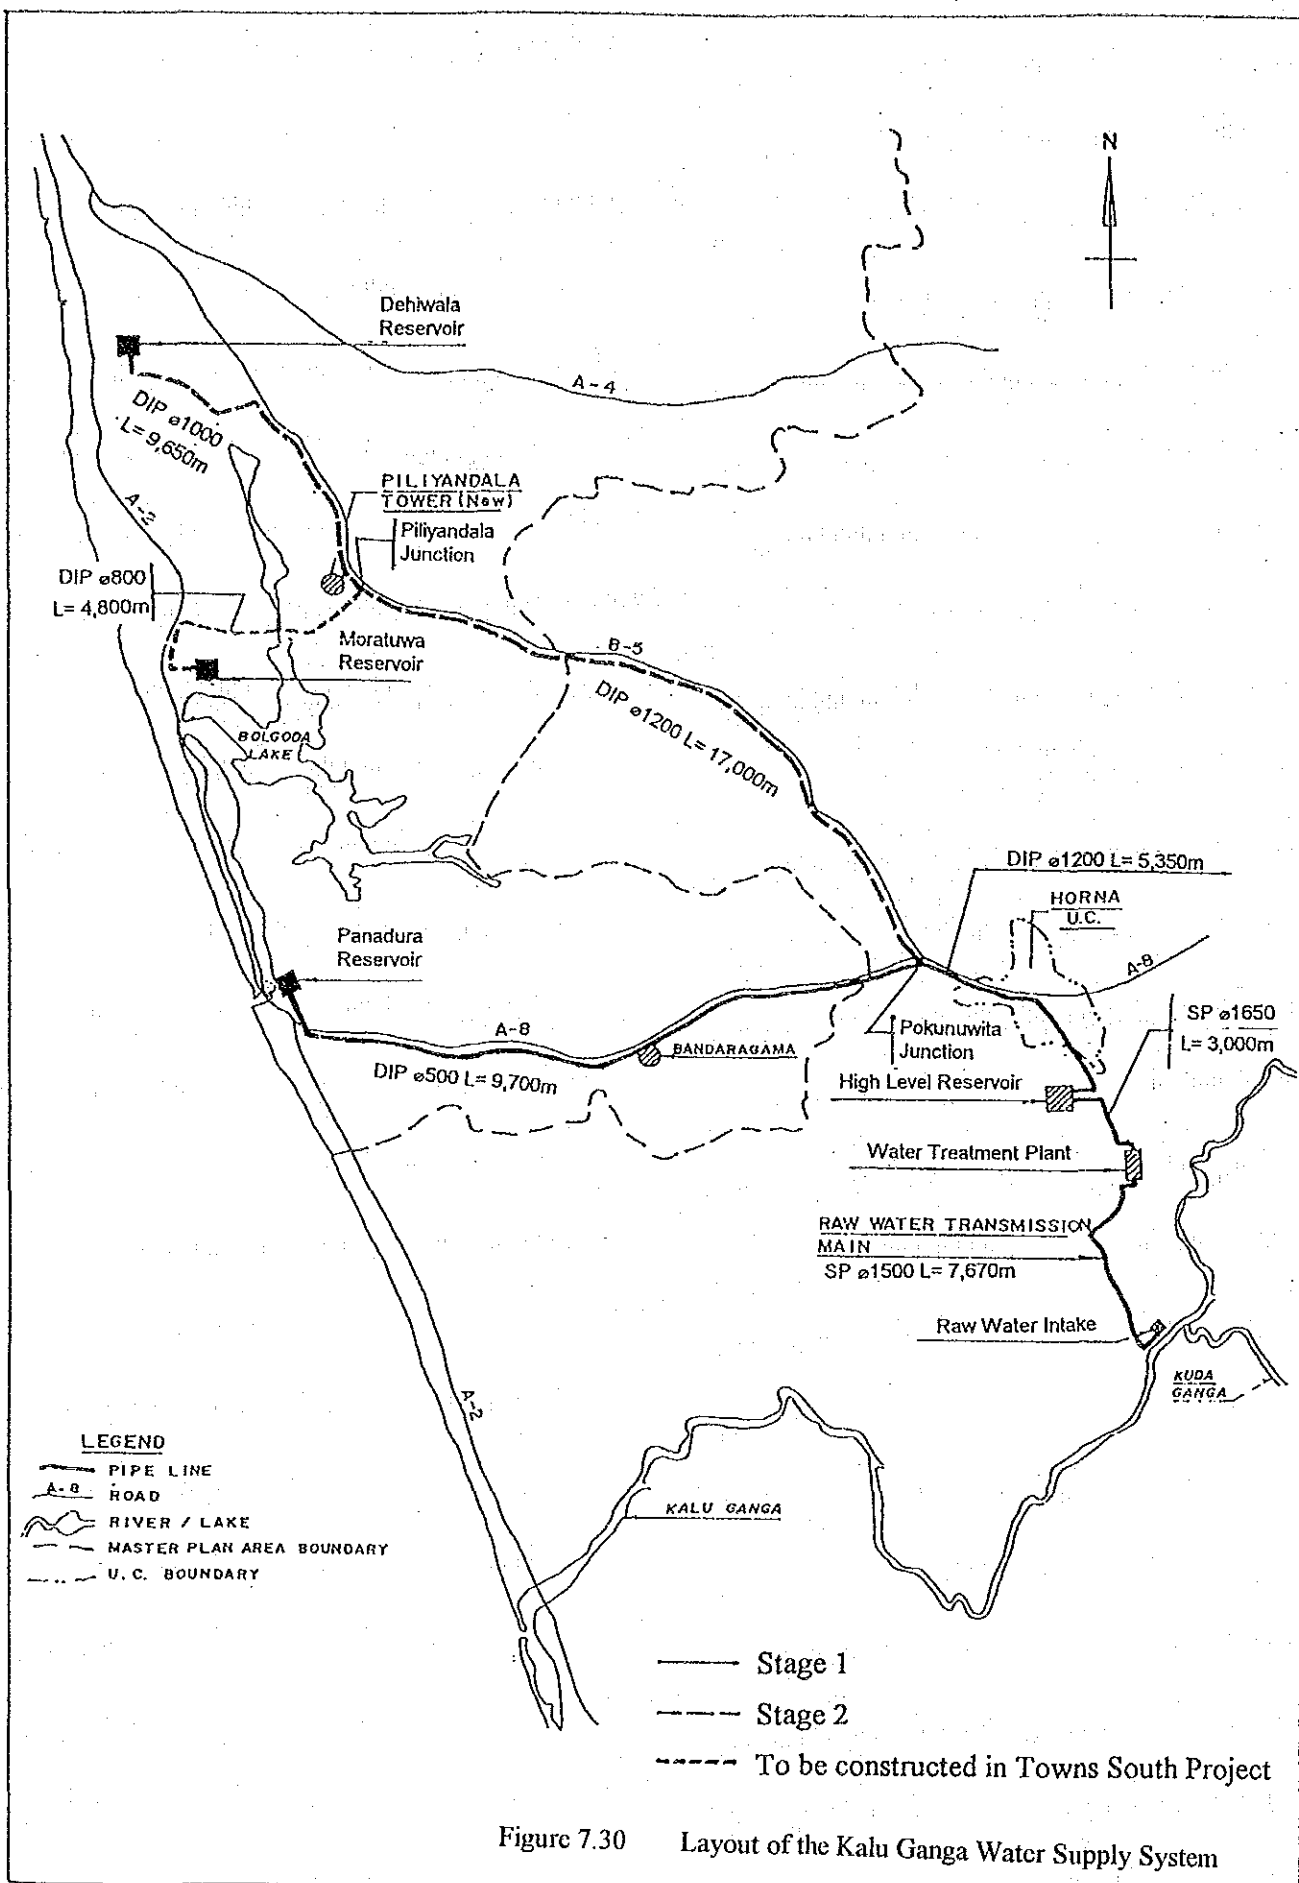 N
Dehiwala
Reservoir
A-4
DIP ø1000
L= 9,650m
A-2
PILIYANDALA
TOWER (New)
Piliyandala
Junction
DIP ø800
L= 4,800m
Moratuwa
Reservoir
B-5
DIP ø1200 L= 17,000m
BOLGODA
LAKE
DIP ø1200 L= 5,350m
HORNA
U.C.
A-8
Panadura
Reservoir
SP ø1650
L= 3,000m
A-8
Pokunuwita
Junction
BANDARAGAMA
DIP ø500 L= 9,700m
High Level Reservoir
Water Treatment Plant
RAW WATER TRANSMISSION
MAIN
SP ø1500 L= 7,670m
Raw Water Intake
KUDA
GANGA
A-2
KALU GANGA
LEGEND
PIPE LINE
A-8 ROAD
RIVER / LAKE
MASTER PLAN AREA BOUNDARY
U.C. BOUNDARY
Stage 1
Stage 2
To be constructed in Towns South Project
Figure 7.30 Layout of the Kalu Ganga Water Supply System